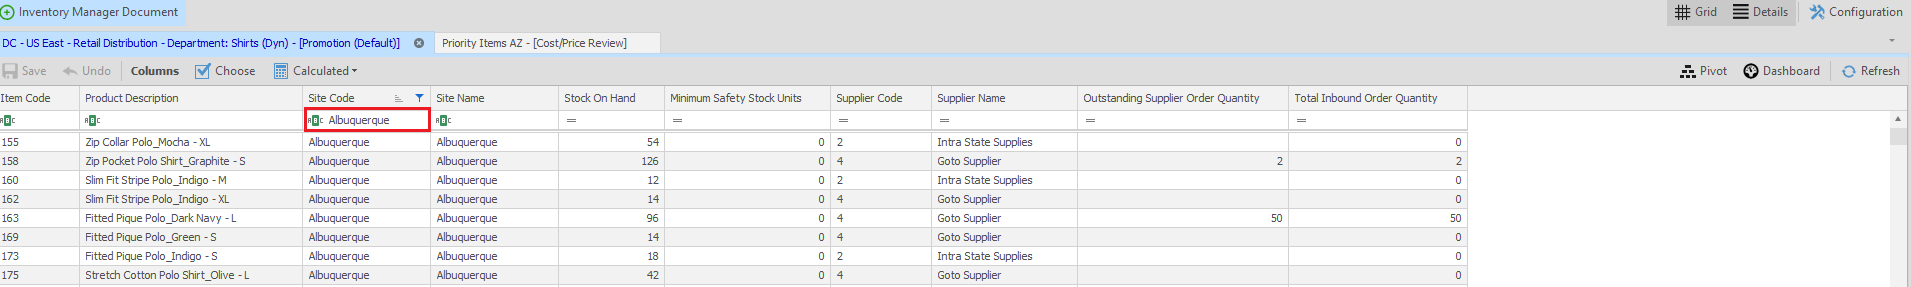 Inventory Manager Document Grid Details Configuration
DC - US East - Retail Distribution - Department: Shirts (Dyn) - [Promotion (Default)] Priority Items AZ - [Cost/Price Review]
Save Undo Columns Choose Calculated Pivot Dashboard Refresh
Item Code Product Description Site Code Site Name Stock On Hand Minimum Safety Stock Units Supplier Code Supplier Name Outstanding Supplier Order Quantity Total Inbound Order Quantity
ABC ABC ABC Albuquerque ABC = = = = = =
155 Zip Collar Polo_Mocha - XL Albuquerque Albuquerque 54 0 2 Intra State Supplies 0
158 Zip Pocket Polo Shirt_Graphite - S Albuquerque Albuquerque 126 0 4 Goto Supplier 2 2
160 Slim Fit Stripe Polo_Indigo - M Albuquerque Albuquerque 12 0 2 Intra State Supplies 0
162 Slim Fit Stripe Polo_Indigo - XL Albuquerque Albuquerque 14 0 4 Goto Supplier 0
163 Fitted Pique Polo_Dark Navy - L Albuquerque Albuquerque 96 0 4 Goto Supplier 50 50
169 Fitted Pique Polo_Green - S Albuquerque Albuquerque 14 0 4 Goto Supplier 0
173 Fitted Pique Polo_Indigo - S Albuquerque Albuquerque 18 0 2 Intra State Supplies 0
175 Stretch Cotton Polo Shirt_Olive - L Albuquerque Albuquerque 42 0 4 Goto Supplier 0